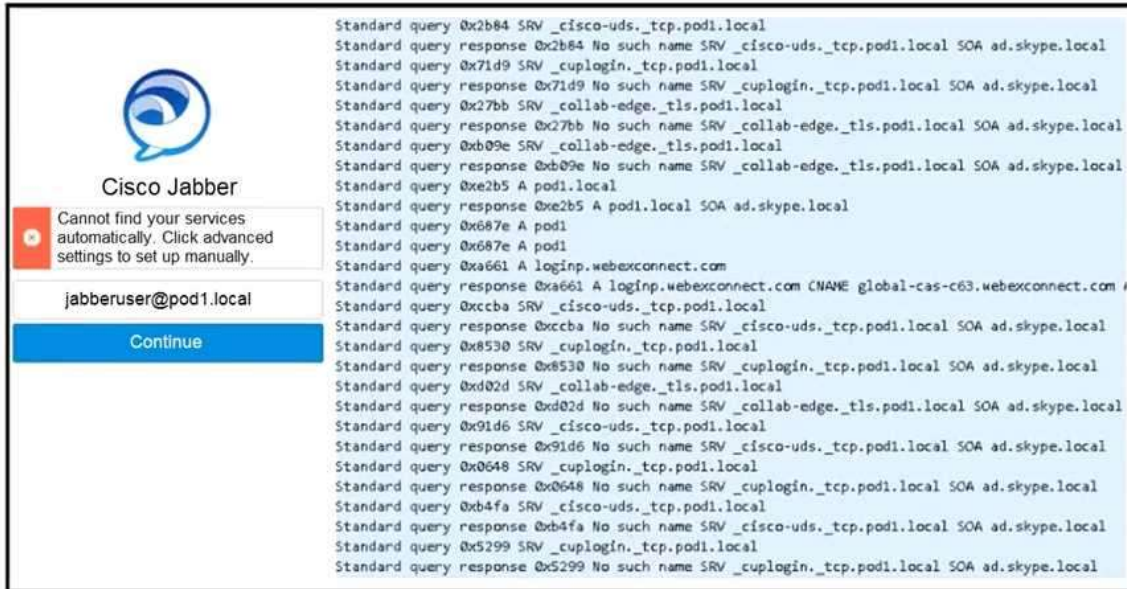 Cisco Jabber
Cannot find your services
automatically. Click advanced
settings to set up manually.
jabberuser@pod1.local
Continue
Standard query 0x2b84 SRV _cisco-uds._tcp.pod1.local
Standard query response 0x2b84 No such name SRV _cisco-uds._tcp.pod1.local SOA ad.skype.local
Standard query 0x71d9 SRV _cuplogin._tcp.pod1.local
Standard query response 0x71d9 No such name SRV _cuplogin._tcp.pod1.local SOA ad.skype.local
Standard query 0x27bb SRV _collab-edge._tls.pod1.local
Standard query response 0x27bb No such name SRV _collab-edge._tls.pod1.local SOA ad.skype.local
Standard query 0xb09e SRV _collab-edge._tls.pod1.local
Standard query response 0xb09e No such name SRV _collab-edge._tls.pod1.local SOA ad.skype.local
Standard query 0xe2b5 A pod1.local
Standard query response 0xe2b5 A pod1.local SOA ad.skype.local
Standard query 0x687e A pod1
Standard query 0x687e A pod1
Standard query 0xa661 A loginp.webexconnect.com
Standard query response 0xa661 A loginp.webexconnect.com CNAME global-cas-c63.webexconnect.com A
Standard query 0xccba SRV _cisco-uds._tcp.pod1.local
Standard query response 0xccba No such name SRV _cisco-uds._tcp.pod1.local SOA ad.skype.local
Standard query 0x8530 SRV _cuplogin._tcp.pod1.local
Standard query response 0x8530 No such name SRV _cuplogin._tcp.pod1.local SOA ad.skype.local
Standard query 0xd02d SRV _collab-edge._tls.pod1.local
Standard query response 0xd02d No such name SRV _collab-edge._tls.pod1.local SOA ad.skype.local
Standard query 0x91d6 SRV _cisco-uds._tcp.pod1.local
Standard query response 0x91d6 No such name SRV _cisco-uds._tcp.pod1.local SOA ad.skype.local
Standard query 0x0648 SRV _cuplogin._tcp.pod1.local
Standard query response 0x0648 No such name SRV _cuplogin._tcp.pod1.local SOA ad.skype.local
Standard query 0xb4fa SRV _cisco-uds._tcp.pod1.local
Standard query response 0xb4fa No such name SRV _cisco-uds._tcp.pod1.local SOA ad.skype.local
Standard query 0x5299 SRV _cuplogin._tcp.pod1.local
Standard query response 0x5299 No such name SRV _cuplogin._tcp.pod1.local SOA ad.skype.local